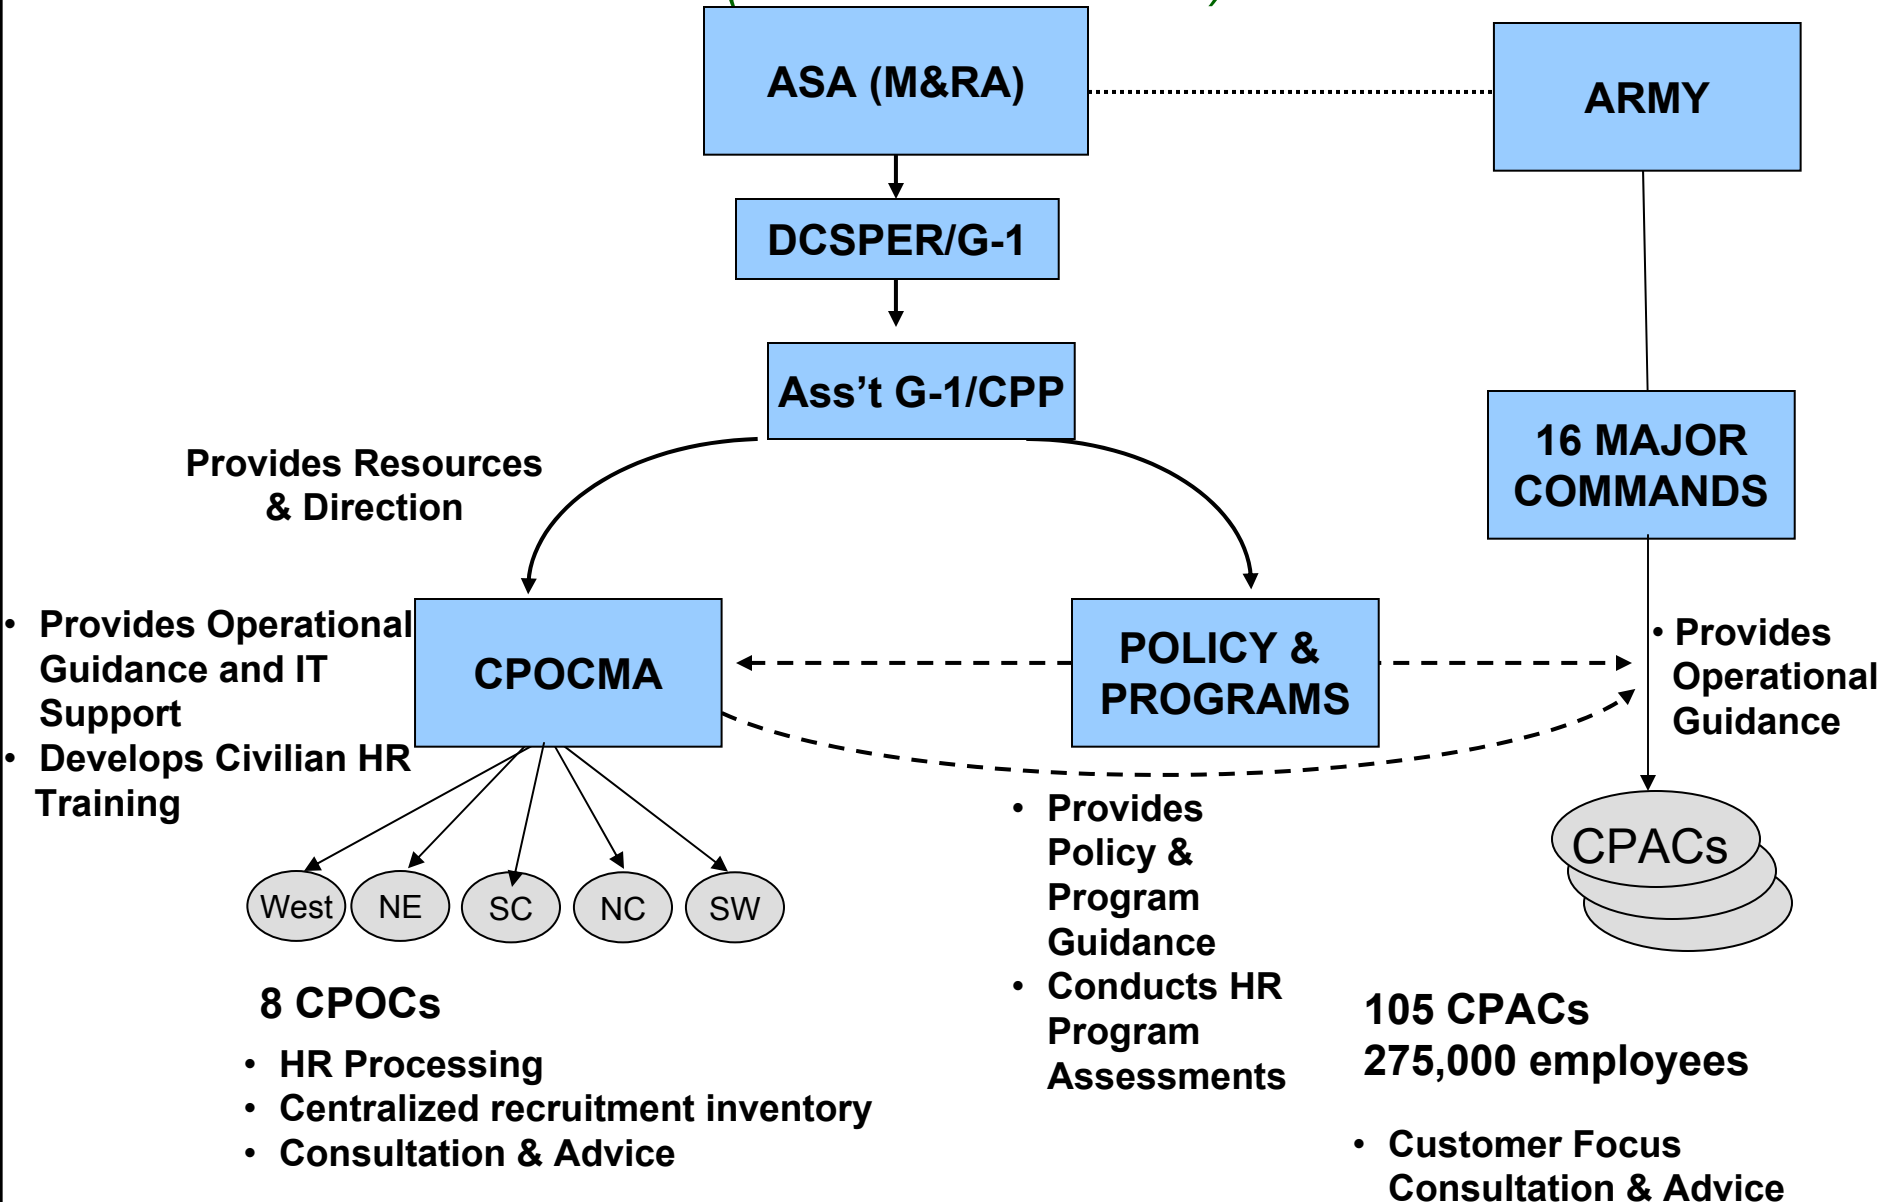 ASA (M&RA)
ARMY
DCSPER/G-1
Ass’t G-1/CPP
16 MAJOR
COMMANDS
Provides Resources
& Direction
• Provides Operational
Guidance and IT
Support
• Develops Civilian HR
Training
CPOCMA
POLICY &
PROGRAMS
• Provides
Operational
Guidance
West
NE
SC
NC
SW
CPACs
• Provides
Policy &
Program
Guidance
• Conducts HR
Program
Assessments
8 CPOCs
• HR Processing
• Centralized recruitment inventory
• Consultation & Advice
105 CPACs
275,000 employees
• Customer Focus
Consultation & Advice